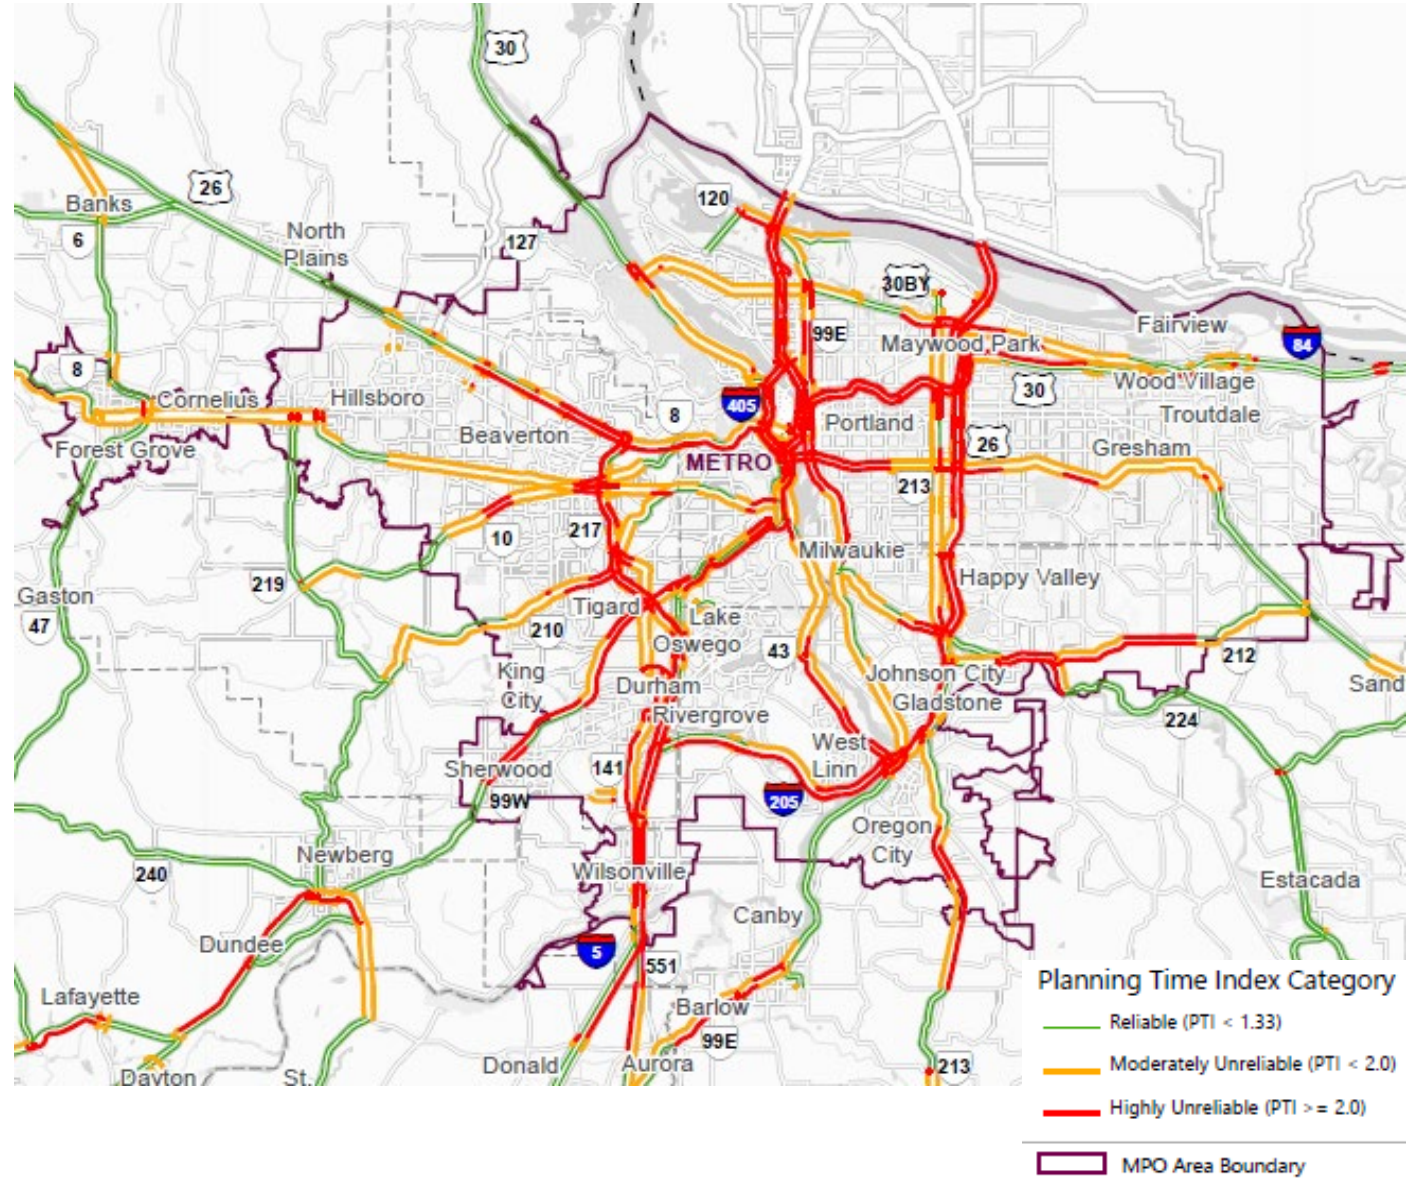 30
120
26
Banks
6
North
Plains
127
30BY
99E
Fairview
84
Maywood Park
8
Cornelius
Hillsboro
405
8
30
Wood Village
Troutdale
Portland
Forest Grove
Beaverton
METRO
26
Gresham
213
10
217
Milwaukie
219
Happy Valley
Gaston
47
Tigard
Lake
Oswego
210
43
212
King
City
Durham
Johnson City
Gladstone
Sand
Rivergrove
224
West
Linn
Sherwood
141
99W
205
Oregon
City
Newberg
240
Wilsonville
Estacada
Canby
Dundee
5
551
Lafayette
Barlow
99E
Donald
Aurora
213
Dayton
St.
Planning Time Index Category
Reliable (PTI < 1.33)
Moderately Unreliable (PTI < 2.0)
Highly Unreliable (PTI >= 2.0)
MPO Area Boundary